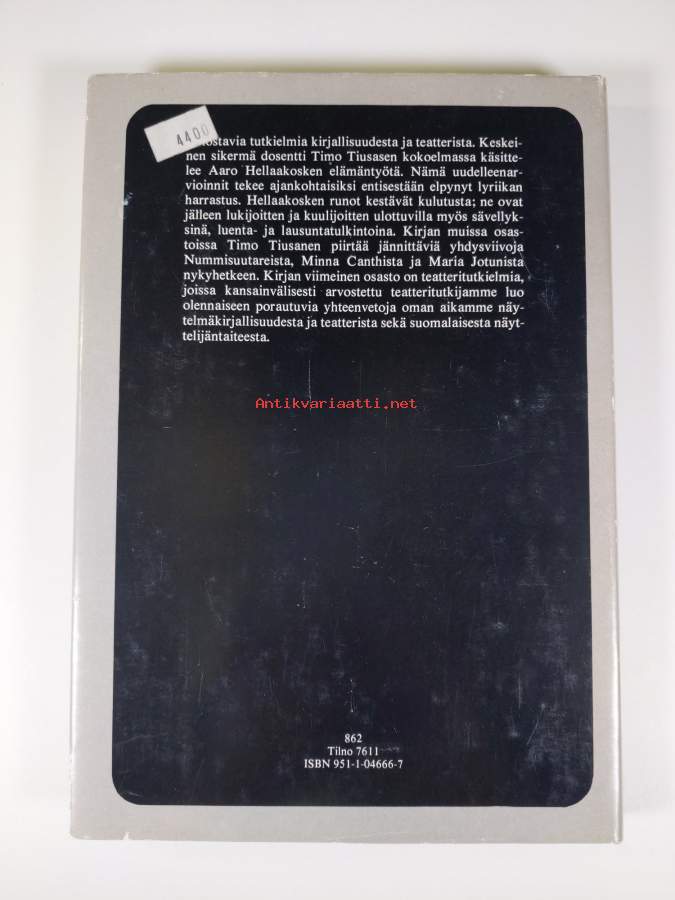 4400
tutkielmia kirjallisuudesta ja teatterista. Keskei-
nen sikermä dosentti Timo Tiusasen kokoelmassa käsitte-
lee Aaro Hellaakosken elämäntyötä. Nämä uudelleenar-
vioinnit tekee ajankohtaisiksi entisestään elpynyt lyriikan
harrastus. Hellaakosken runot kestävät kulutusta; ne ovat
jälleen lukijoitten ja kuulijoitten ulottuvilla myös sävellyk-
sinä, luenta- ja lausuntatulkintoina. Kirjan muissa osas-
toissa Timo Tiusanen piirtää jännittäviä yhdysviivoja
Nummisuutareista, Minna Canthista ja Maria Jotunista
nykyhetkeen. Kirjan viimeinen osasto on teatteritutkielmia,
joissa kansainvälisesti arvostettu teatteritutkijamme luo
olennaiseen porautuvia yhteenvetoja oman aikamme näy-
telmäkirjallisuudesta ja teatterista sekä suomalaisesta näyt-
telijäntaiteesta.
Antikvariaatti.net
862
Tilno 7611
ISBN 951-1-04666-7